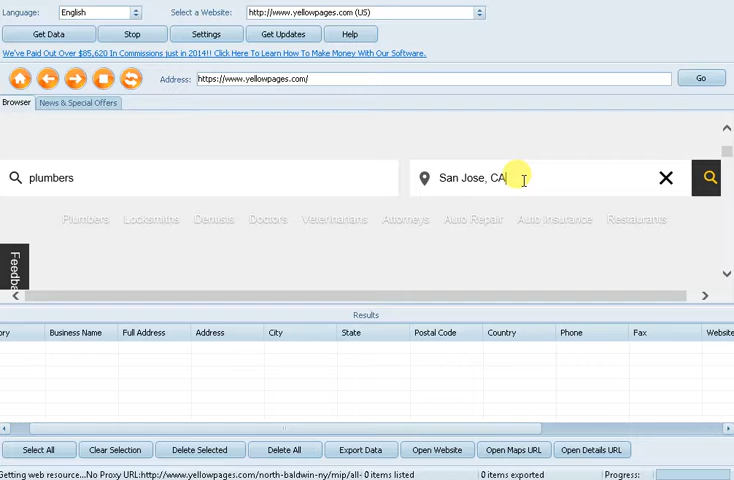 Language: English Select a Website: http://www.yellowpages.com (US)
Get Data Stop Settings Get Updates Help
We've Paid Out Over $85,620 In Commissions just in 2014!! Click Here To Learn How To Make Money With Our Software.
Address: https://www.yellowpages.com/ Go
Browser News & Special Offers
plumbers San Jose, CA
Plumbers Locksmiths Dentists Doctors Veterinarians Attorneys Auto Repair Auto Insurance Restaurants
Feedba
Results
ory Business Name Full Address Address City State Postal Code Country Phone Fax Website
Select All Clear Selection Delete Selected Delete All Export Data Open Website Open Maps URL Open Details URL
Getting web resource...No Proxy URL:http://www.yellowpages.com/north-baldwin-ny/mip/all- 0 items listed 0 items exported Progress: